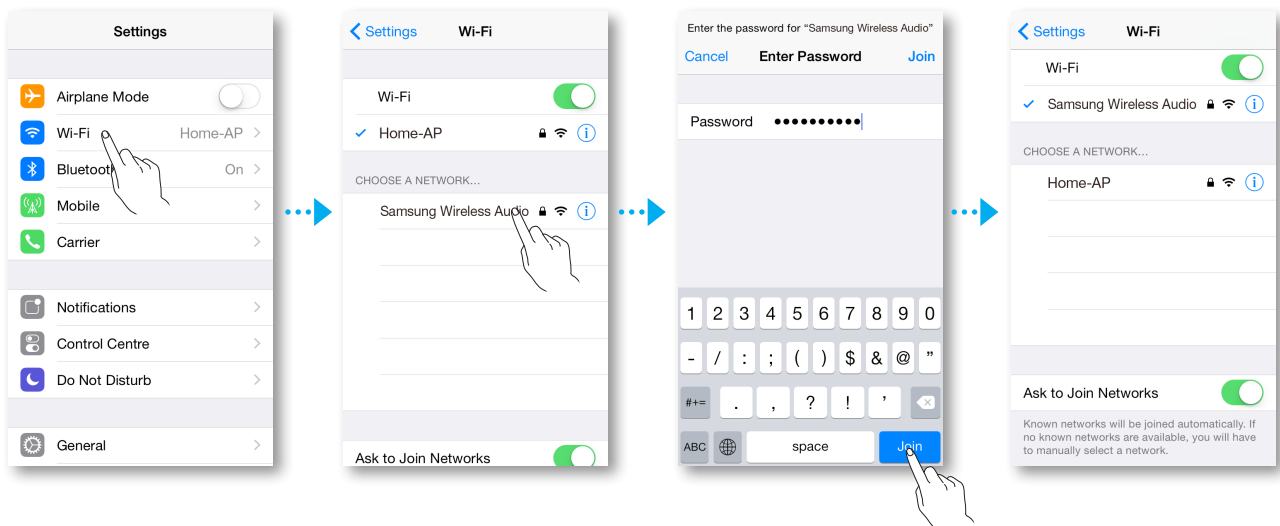 Settings
Airplane Mode
Wi-Fi Home-AP
Bluetooth On
Mobile
Carrier
Notifications
Control Centre
Do Not Disturb
General
Settings Wi-Fi
Wi-Fi
Home-AP
CHOOSE A NETWORK...
Samsung Wireless Audio
Ask to Join Networks
Enter the password for “Samsung Wireless Audio”
Cancel Enter Password Join
Password ●●●●●●●●●●
1 2 3 4 5 6 7 8 9 0
- / : ; ( ) $ & @ ”
#+= . , ? ! ’
ABC space Join
Settings Wi-Fi
Wi-Fi
Samsung Wireless Audio
CHOOSE A NETWORK...
Home-AP
Ask to Join Networks
Known networks will be joined automatically. If
no known networks are available, you will have
to manually select a network.